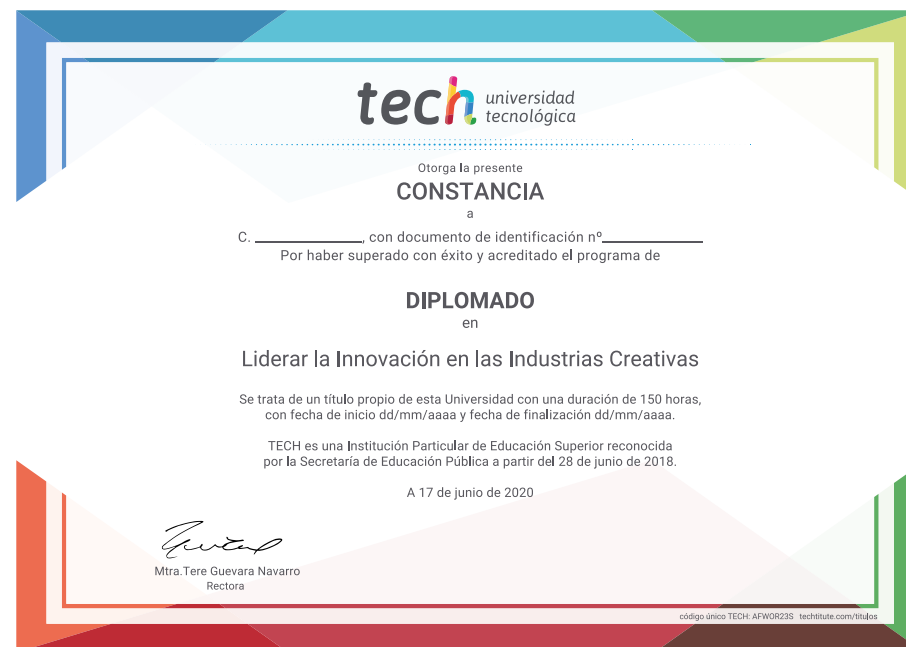 tech universidad
tecnológica
Otorga la presente
CONSTANCIA
a
C. ____________, con documento de identificación nº____________
Por haber superado con éxito y acreditado el programa de
DIPLOMADO
en
Liderar la Innovación en las Industrias Creativas
Se trata de un título propio de esta Universidad con una duración de 150 horas,
con fecha de inicio dd/mm/aaaa y fecha de finalización dd/mm/aaaa.
TECH es una Institución Particular de Educación Superior reconocida
por la Secretaría de Educación Pública a partir del 28 de junio de 2018.
A 17 de junio de 2020
Mtra.Tere Guevara Navarro
Rectora
código único TECH: AFWOR23S techtitute.com/titulos